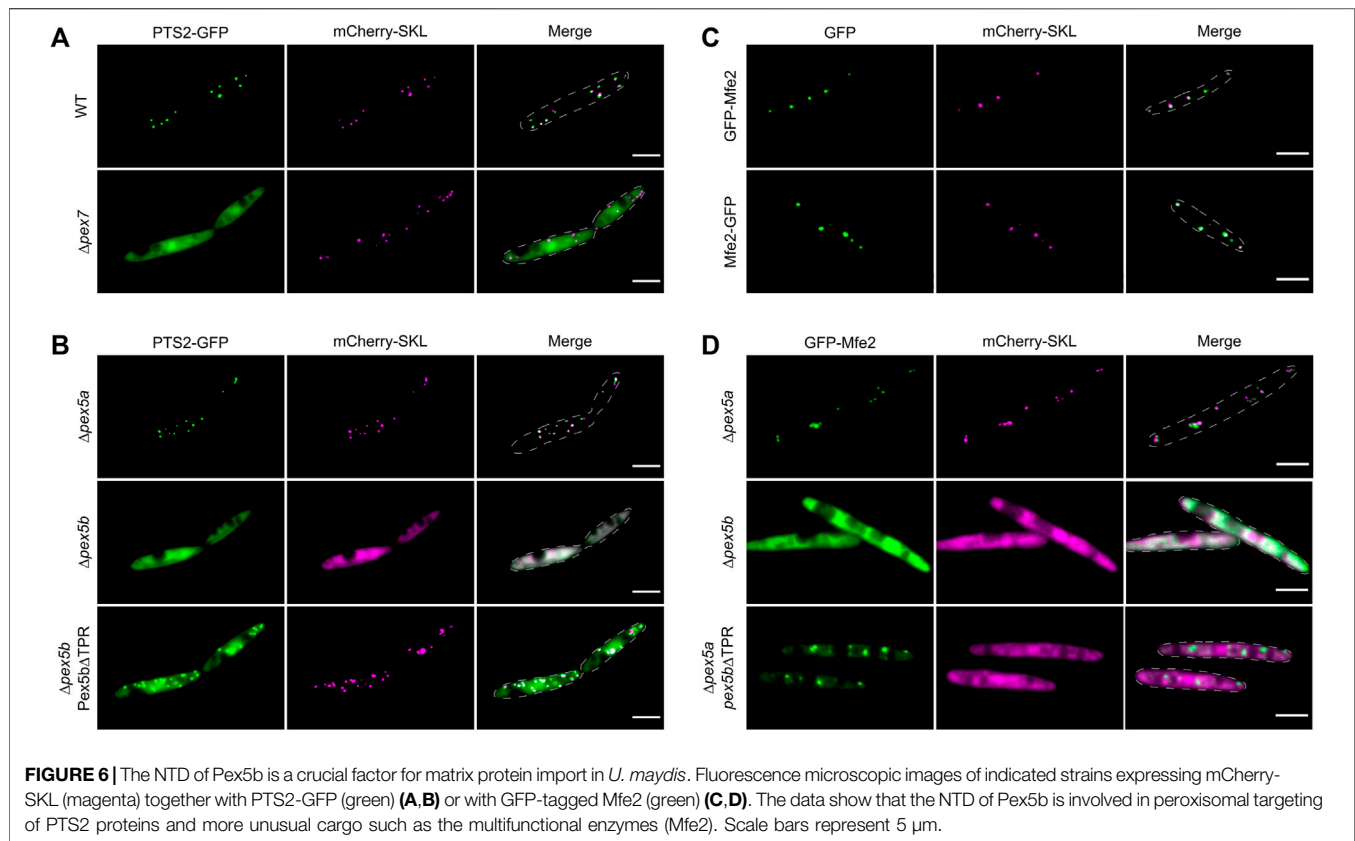 A
PTS2-GFP mCherry-SKL Merge
WT
Δpex7
B
PTS2-GFP mCherry-SKL Merge
Δpex5a
Δpex5b
Δpex5b
Pex5bΔTPR
C
GFP mCherry-SKL Merge
GFP-Mfe2
Mfe2-GFP
D
GFP-Mfe2 mCherry-SKL Merge
Δpex5a
Δpex5b
Δpex5a
pex5bΔTPR
FIGURE 6 | The NTD of Pex5b is a crucial factor for matrix protein import in U. maydis. Fluorescence microscopic images of indicated strains expressing mCherry-
SKL (magenta) together with PTS2-GFP (green) (A,B) or with GFP-tagged Mfe2 (green) (C,D). The data show that the NTD of Pex5b is involved in peroxisomal targeting
of PTS2 proteins and more unusual cargo such as the multifunctional enzymes (Mfe2). Scale bars represent 5 µm.